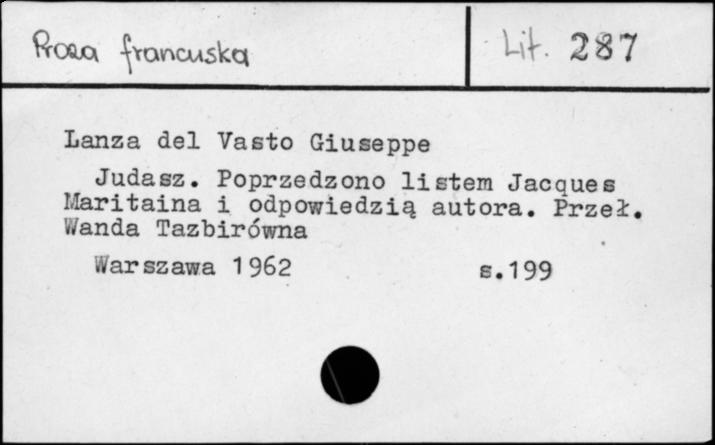 Proza francuska
Lit. 287
Lanza del Vasto Giuseppe
Judasz. Poprzedzono listem Jacques
Maritaina i odpowiedzią autora. Przeł.
Wanda Tazbirówna
Warszawa 1962 s.199